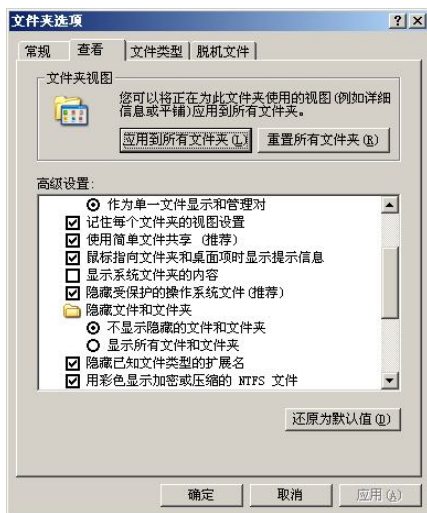 文件夹选项
常规 查看 文件类型 脱机文件
文件夹视图
您可以将正在为此文件夹使用的视图(例如详细
信息或平铺)应用到所有文件夹。
应用到所有文件夹(L) 重置所有文件夹(R)
高级设置:
作为单一文件显示和管理对
记住每个文件夹的视图设置
使用简单文件共享 (推荐)
鼠标指向文件夹和桌面项时显示提示信息
显示系统文件夹的内容
隐藏受保护的操作系统文件(推荐)
隐藏文件和文件夹
不显示隐藏的文件和文件夹
显示所有文件和文件夹
隐藏已知文件类型的扩展名
用彩色显示加密或压缩的 NTFS 文件
还原为默认值(D)
确定 取消 应用(A)